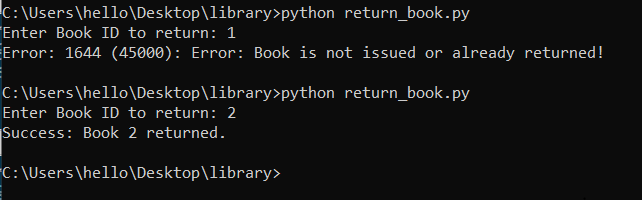 C:\Users\hello\Desktop\library>python return_book.py
Enter Book ID to return: 1
Error: 1644 (45000): Error: Book is not issued or already returned!
C:\Users\hello\Desktop\library>python return_book.py
Enter Book ID to return: 2
Success: Book 2 returned.
C:\Users\hello\Desktop\library>